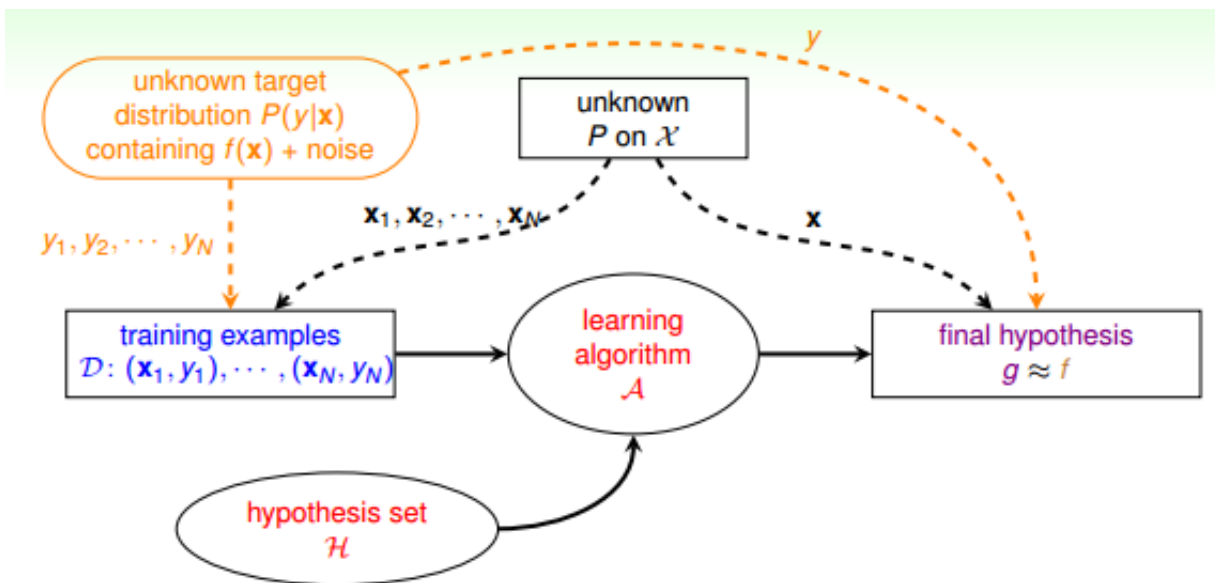 y
unknown target
distribution P(y|𝐱)
containing f(𝐱) + noise
unknown
P on 𝒳
𝐱₁, 𝐱₂, ⋯ , 𝐱_N
𝐱
y₁, y₂, ⋯ , y_N
training examples
𝒟: (𝐱₁, y₁), ⋯ , (𝐱_N, y_N)
learning
algorithm
𝒜
final hypothesis
g ≈ f
hypothesis set
ℋ